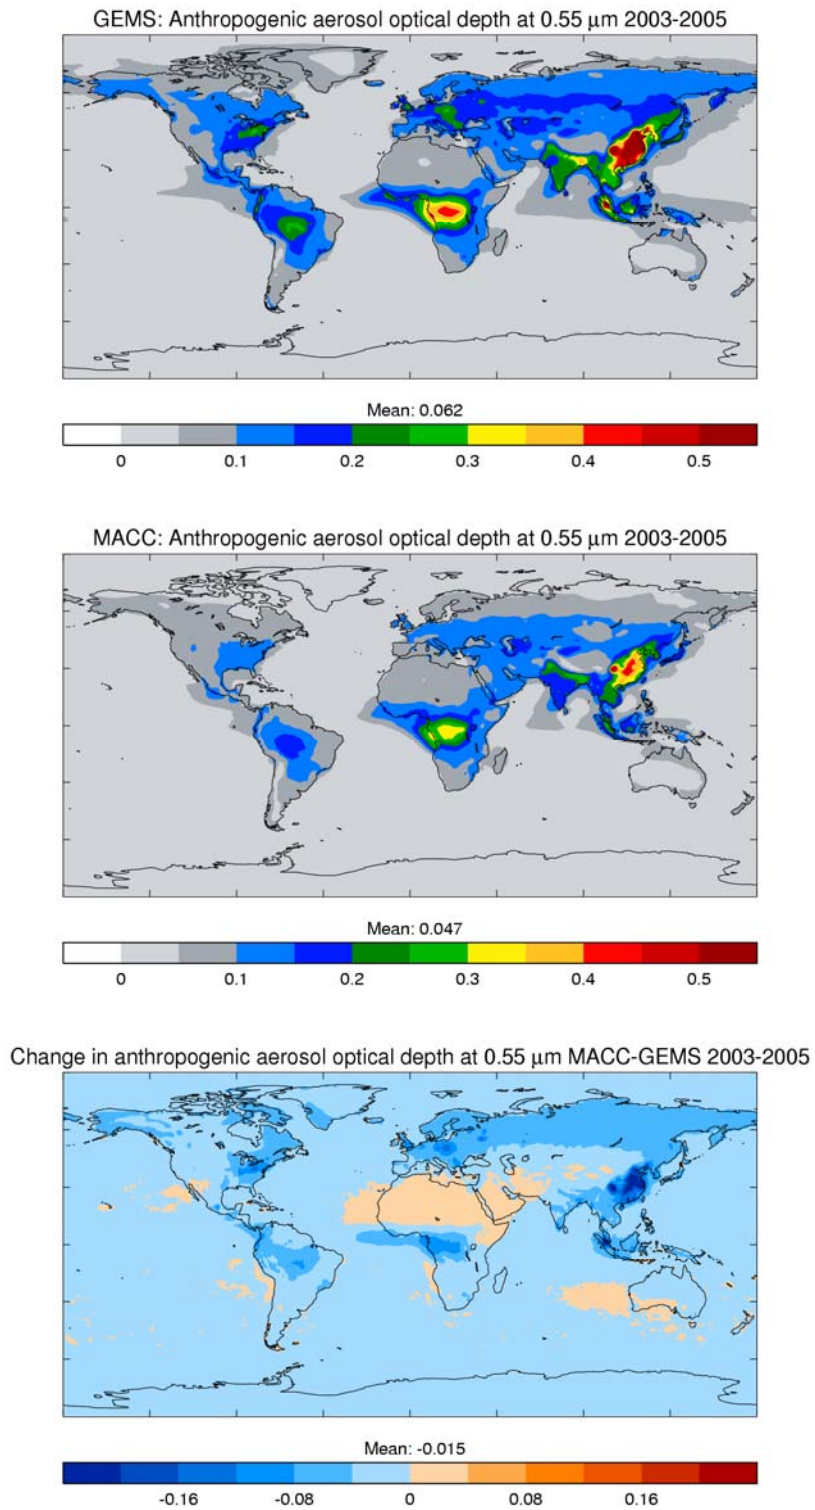 GEMS: Anthropogenic aerosol optical depth at 0.55 µm 2003-2005
Mean: 0.062
0 0.1 0.2 0.3 0.4 0.5
MACC: Anthropogenic aerosol optical depth at 0.55 µm 2003-2005
Mean: 0.047
0 0.1 0.2 0.3 0.4 0.5
Change in anthropogenic aerosol optical depth at 0.55 µm MACC-GEMS 2003-2005
Mean: -0.015
-0.16 -0.08 0 0.08 0.16